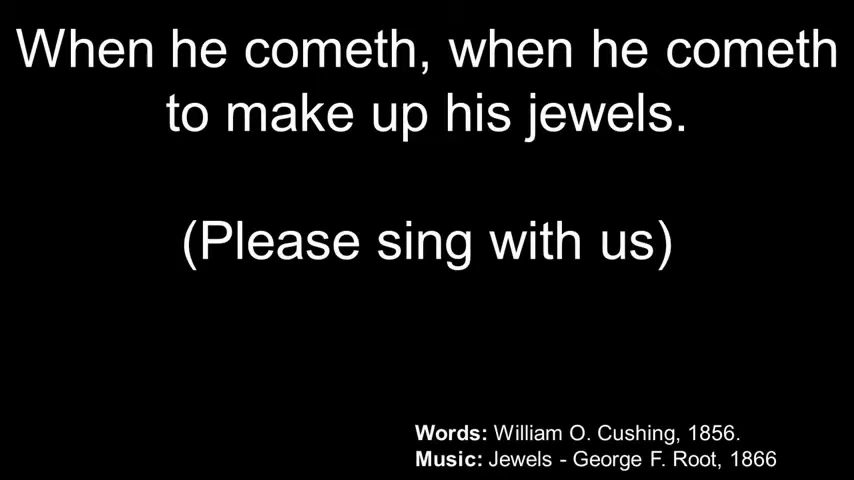 When he cometh, when he cometh
to make up his jewels.
(Please sing with us)
Words: William O. Cushing, 1856.
Music: Jewels - George F. Root, 1866